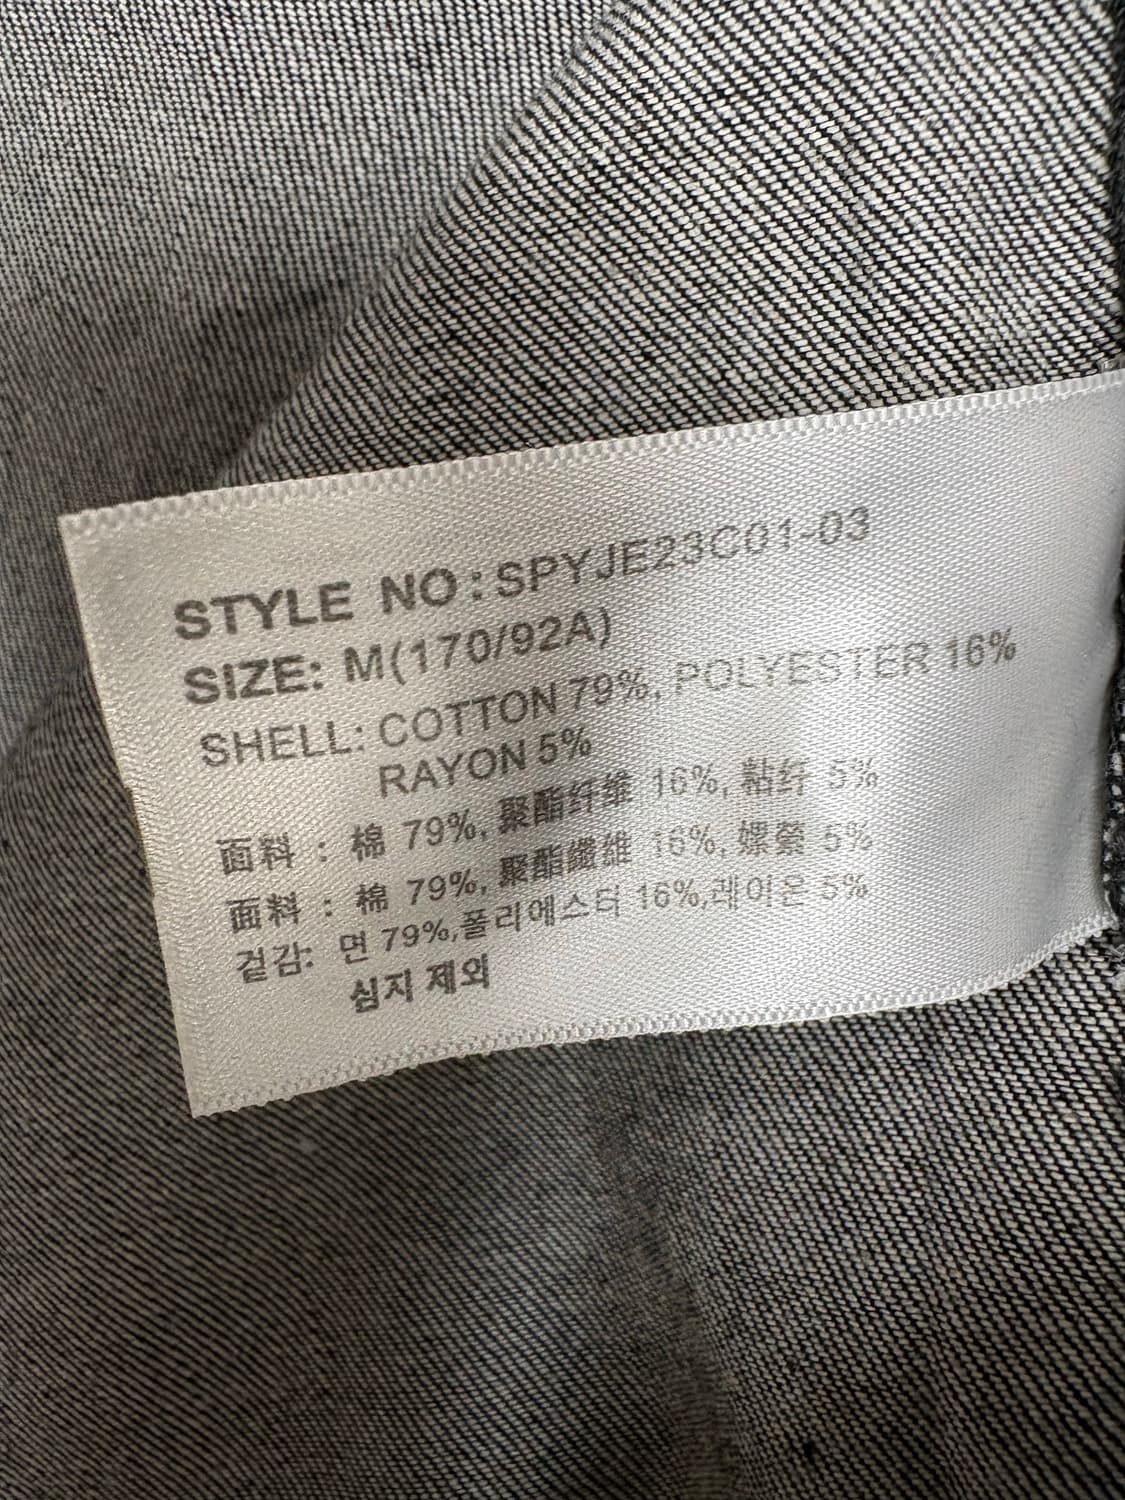 STYLE NO:SPYJE23C01-03
SIZE: M(170/92A)
SHELL: COTTON 79%, POLYESTER 16%
RAYON 5%
面料 : 棉 79%, 聚酯纤维 16%, 粘纤 5%
面料 : 棉 79%, 聚酯纖維 16%, 嫘縈 5%
겉감: 면 79%,폴리에스터 16%,레이온 5%
심지 제외